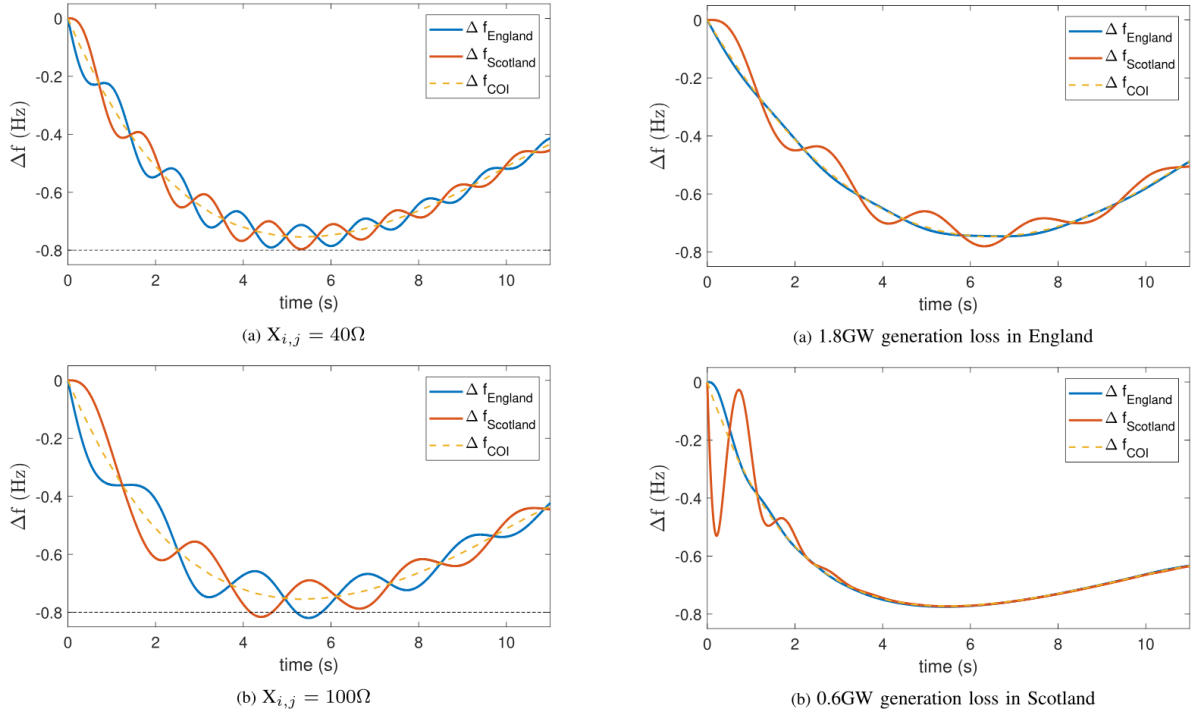 Δ f_England
Δ f_Scotland
Δ f_COI
0
-0.2
-0.4
-0.6
-0.8
Δf (Hz)
0 2 4 6 8 10
time (s)
(a) X_{i,j} = 40Ω
Δ f_England
Δ f_Scotland
Δ f_COI
0
-0.2
-0.4
-0.6
-0.8
Δf (Hz)
0 2 4 6 8 10
time (s)
(b) X_{i,j} = 100Ω
Δ f_England
Δ f_Scotland
Δ f_COI
0
-0.2
-0.4
-0.6
-0.8
Δf (Hz)
0 2 4 6 8 10
time (s)
(a) 1.8GW generation loss in England
Δ f_England
Δ f_Scotland
Δ f_COI
0
-0.2
-0.4
-0.6
-0.8
Δf (Hz)
0 2 4 6 8 10
time (s)
(b) 0.6GW generation loss in Scotland